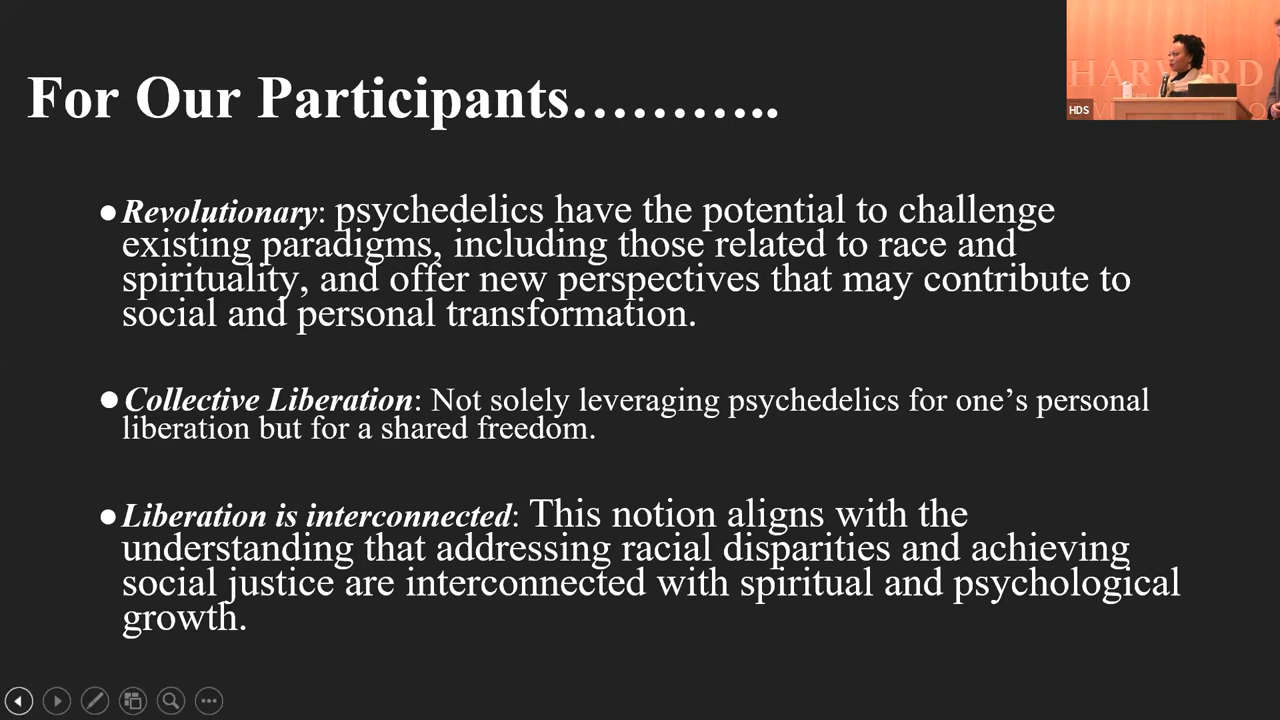 For Our Participants………..
HARVARD
HDS
●Revolutionary: psychedelics have the potential to challenge
existing paradigms, including those related to race and
spirituality, and offer new perspectives that may contribute to
social and personal transformation.
●Collective Liberation: Not solely leveraging psychedelics for one’s personal
liberation but for a shared freedom.
●Liberation is interconnected: This notion aligns with the
understanding that addressing racial disparities and achieving
social justice are interconnected with spiritual and psychological
growth.